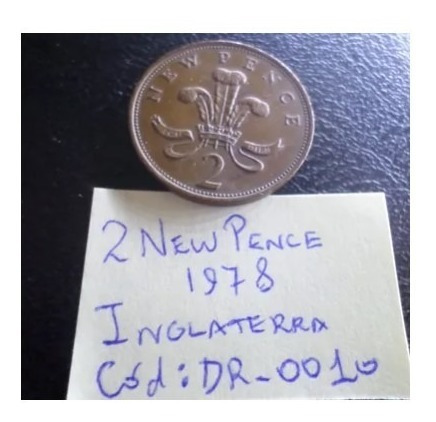 NEW PENCE
2
2 NEW PENCE
1978
INGLATERRA
Cód: DR-0010